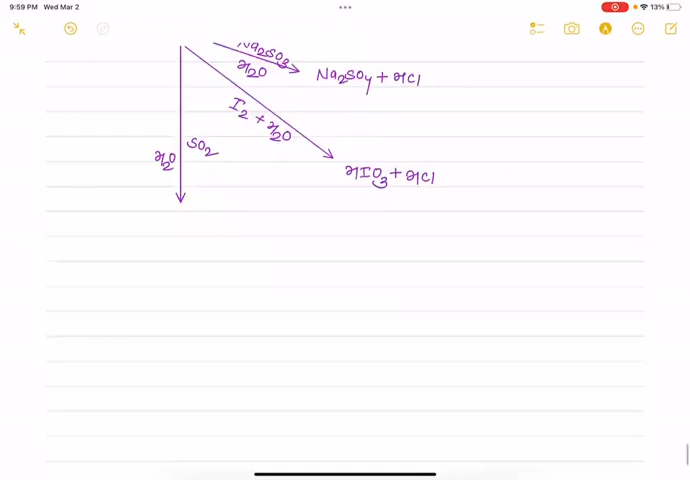 9:59 PM Wed Mar 2
13%
Na₂SO₃
H₂O
Na₂SO₄ + HCl
I₂ + H₂O
H₂O
SO₂
HIO₃ + HCl